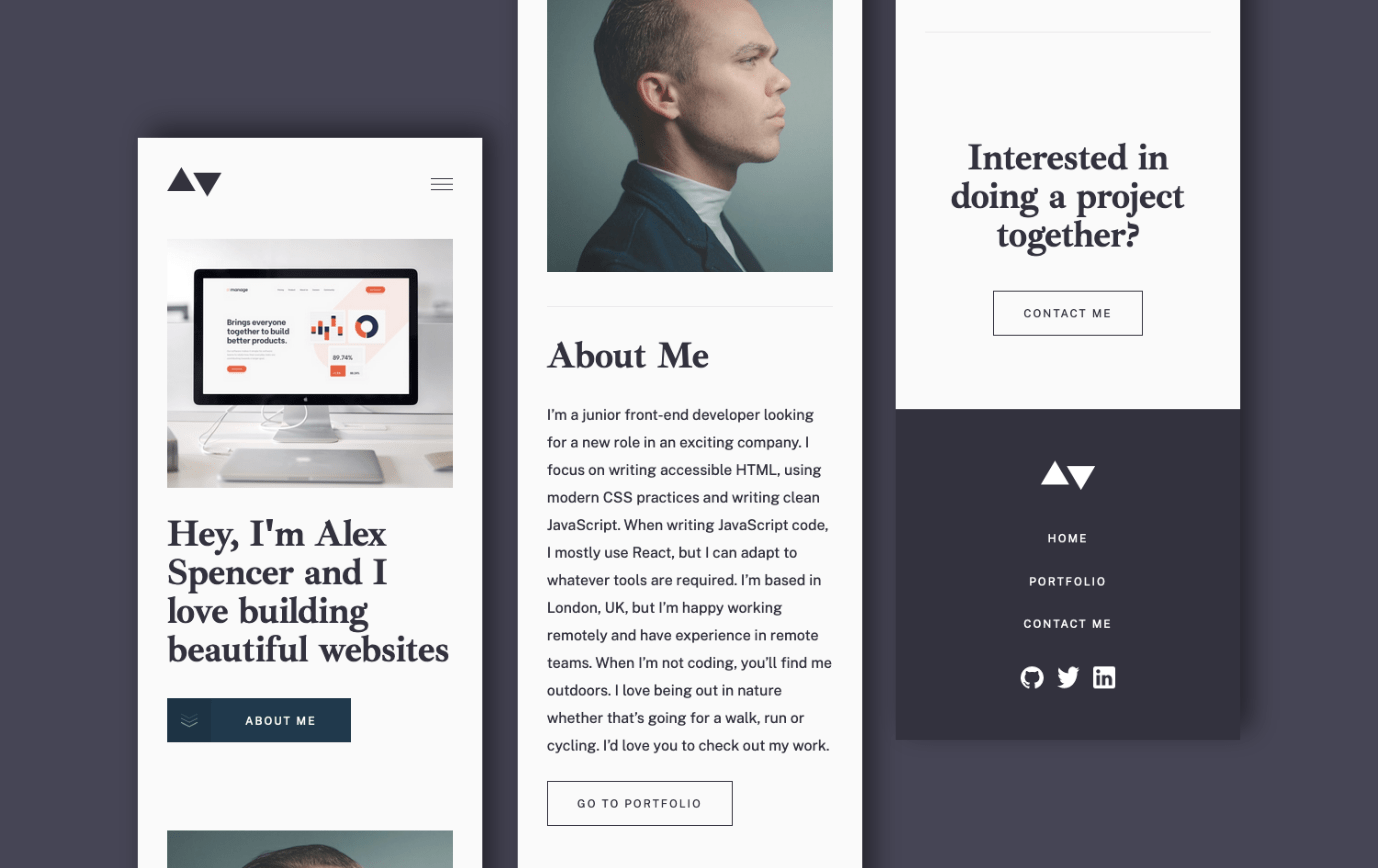 manage
Brings everyone
together to build
better products.
89.74%
Hey, I'm Alex
Spencer and I
love building
beautiful websites
ABOUT ME
About Me
I’m a junior front-end developer looking
for a new role in an exciting company. I
focus on writing accessible HTML, using
modern CSS practices and writing clean
JavaScript. When writing JavaScript code,
I mostly use React, but I can adapt to
whatever tools are required. I’m based in
London, UK, but I’m happy working
remotely and have experience in remote
teams. When I’m not coding, you’ll find me
outdoors. I love being out in nature
whether that’s going for a walk, run or
cycling. I’d love you to check out my work.
GO TO PORTFOLIO
Interested in
doing a project
together?
CONTACT ME
HOME
PORTFOLIO
CONTACT ME
in